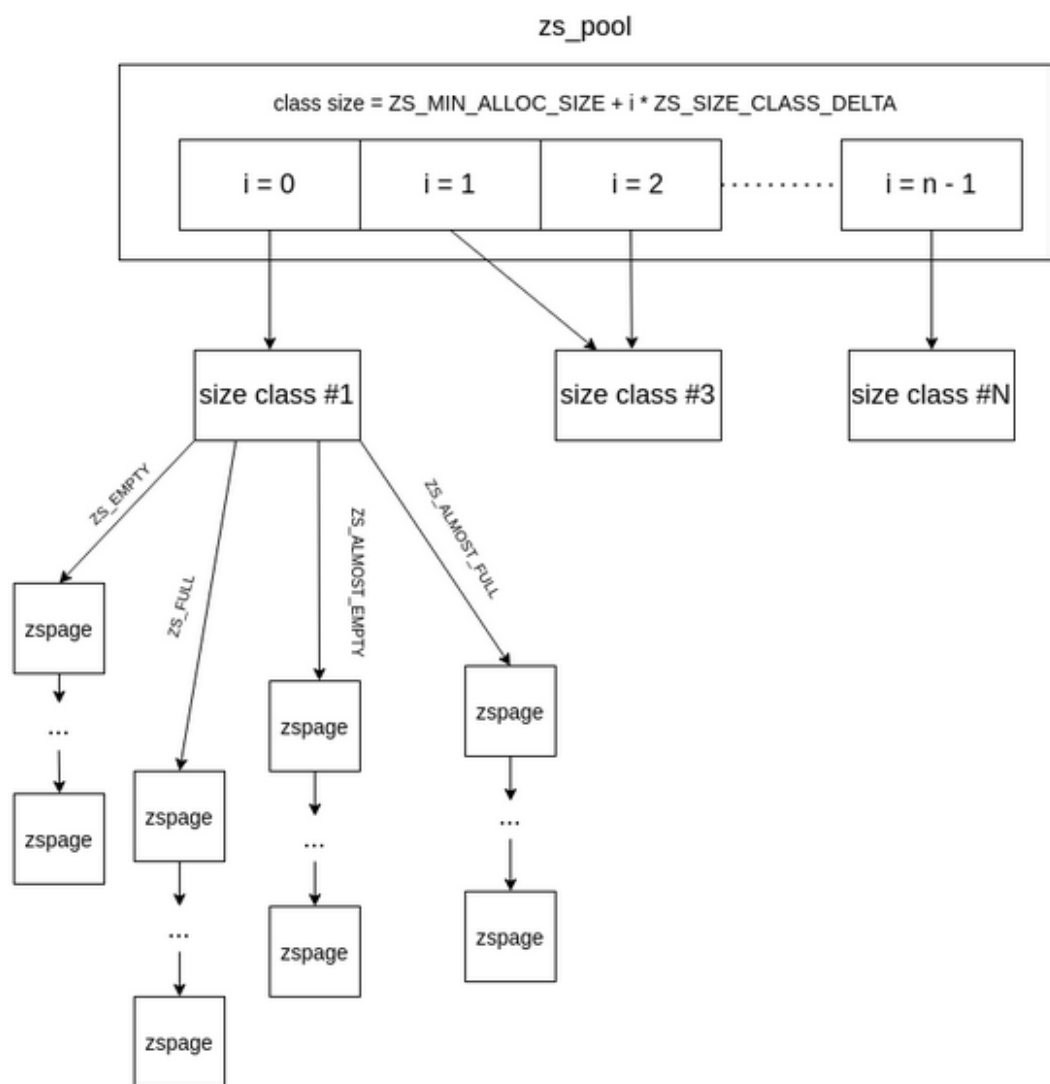 zs_pool
class size = ZS_MIN_ALLOC_SIZE + i * ZS_SIZE_CLASS_DELTA
i = 0
i = 1
i = 2
..........
i = n - 1
size class #1
size class #3
size class #N
ZS_EMPTY
ZS_FULL
ZS_ALMOST_EMPTY
ZS_ALMOST_FULL
zspage
...
zspage
zspage
...
zspage
zspage
...
zspage
zspage
...
zspage